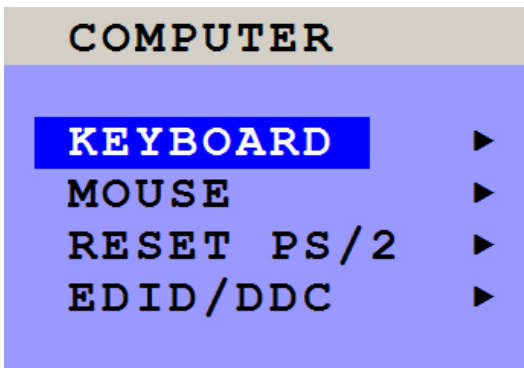 COMPUTER
KEYBOARD ►
MOUSE ►
RESET PS/2 ►
EDID/DDC ►